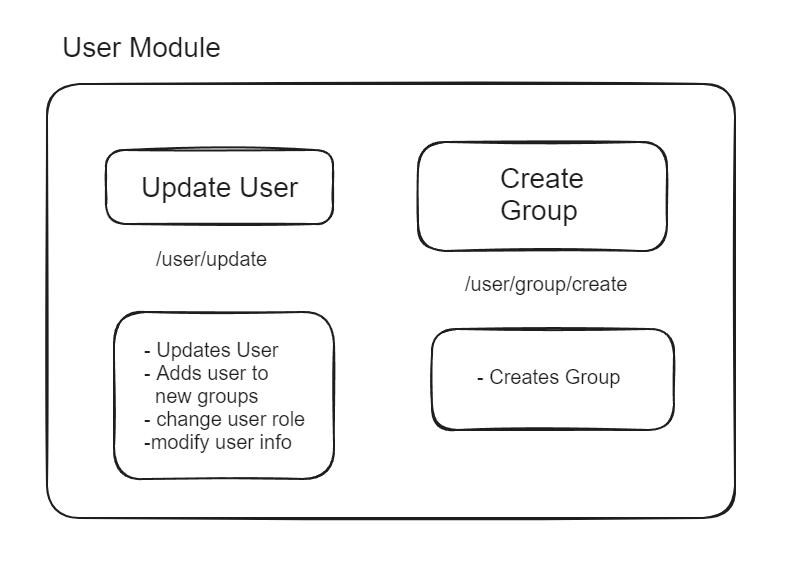 User Module
Update User
/user/update
- Updates User
- Adds user to
new groups
- change user role
-modify user info
Create
Group
/user/group/create
- Creates Group